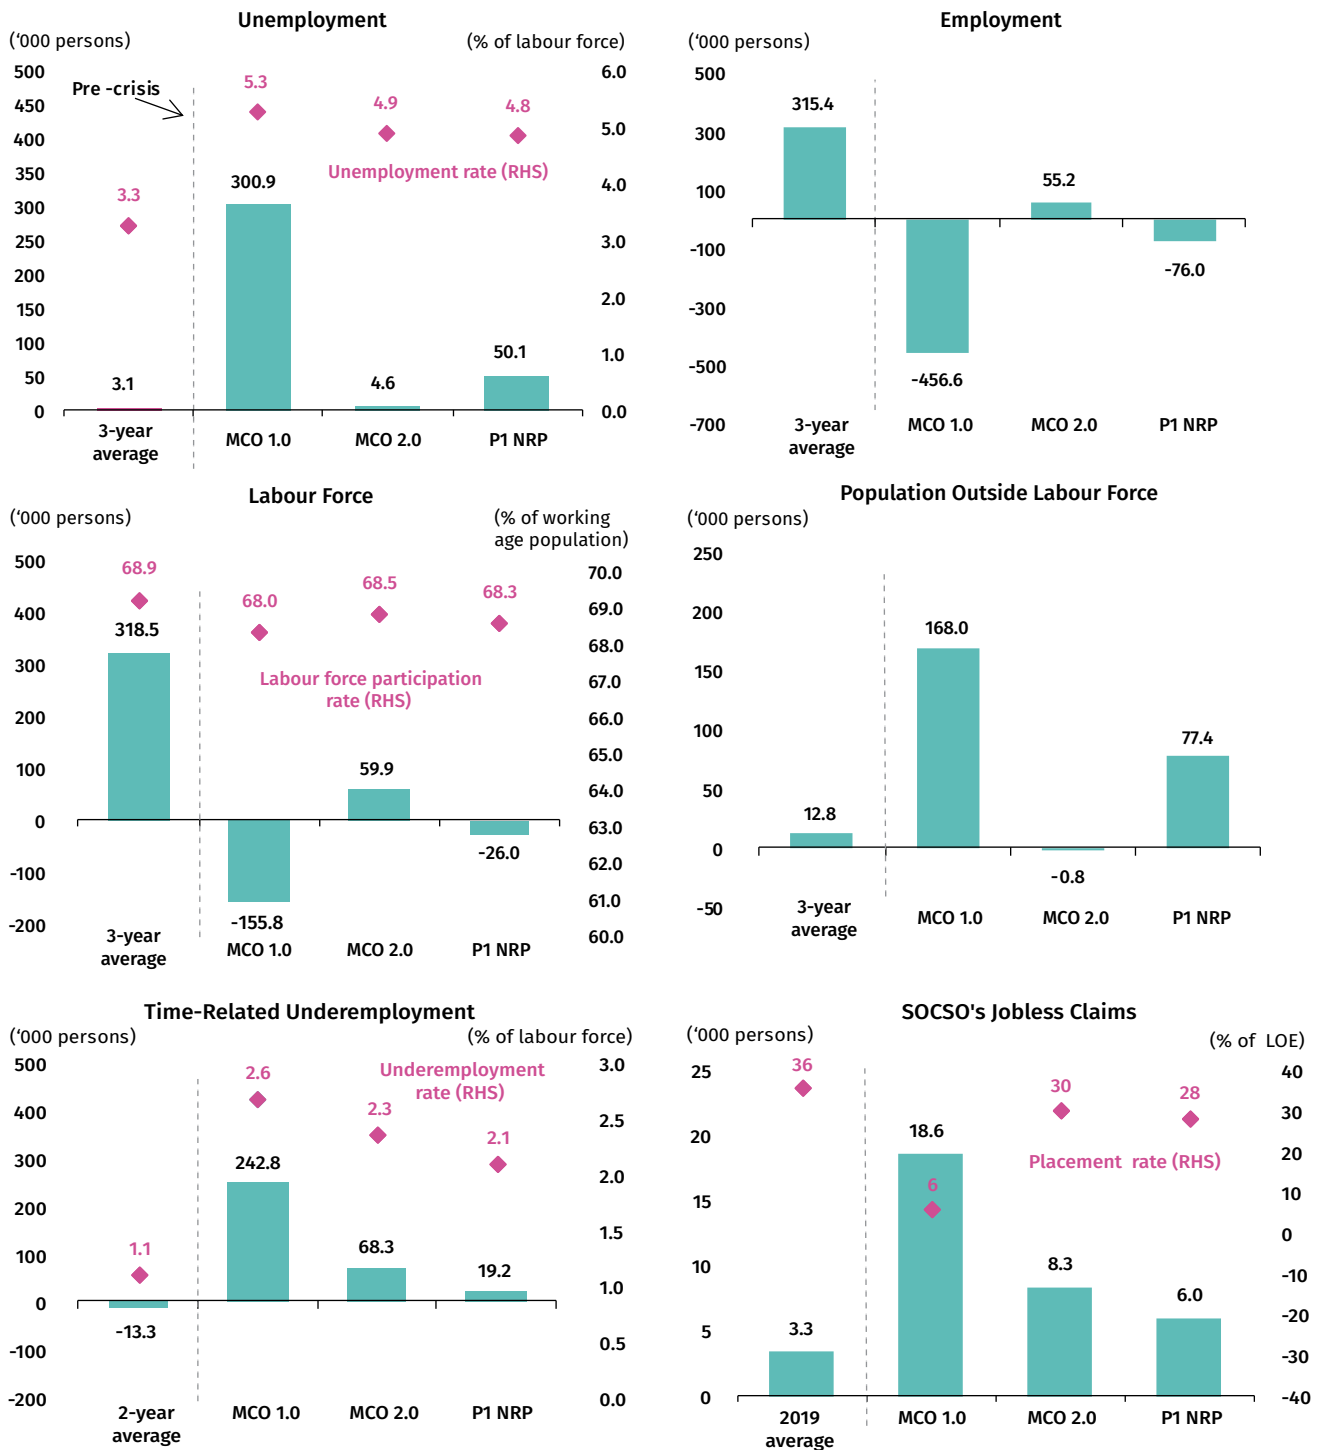 Unemployment
(‘000 persons)
(% of labour force)
500
450
400
350
300
250
200
150
100
50
0
6.0
5.0
4.0
3.0
2.0
1.0
0.0
Pre -crisis
5.3
4.9
4.8
3.3
Unemployment rate (RHS)
300.9
3.1
4.6
50.1
3-year
average
MCO 1.0
MCO 2.0
P1 NRP
Employment
(‘000 persons)
500
300
100
-100
-300
-500
-700
315.4
55.2
-76.0
-456.6
3-year
average
MCO 1.0
MCO 2.0
P1 NRP
Labour Force
(‘000 persons)
(% of working
age population)
500
400
300
200
100
0
-100
-200
70.0
69.0
68.0
67.0
66.0
65.0
64.0
63.0
62.0
61.0
60.0
68.9
68.0
68.5
68.3
318.5
Labour force participation
rate (RHS)
59.9
-26.0
-155.8
3-year
average
MCO 1.0
MCO 2.0
P1 NRP
Population Outside Labour Force
(‘000 persons)
250
200
150
100
50
0
-50
168.0
77.4
12.8
-0.8
3-year
average
MCO 1.0
MCO 2.0
P1 NRP
Time-Related Underemployment
(‘000 persons)
(% of labour force)
500
400
300
200
100
0
-100
-200
3.0
2.5
2.0
1.5
1.0
0.5
0.0
2.6
Underemployment
rate (RHS)
2.3
2.1
1.1
242.8
68.3
19.2
-13.3
2-year
average
MCO 1.0
MCO 2.0
P1 NRP
SOCSO's Jobless Claims
(‘000 persons)
(% of LOE)
25
20
15
10
5
0
40
30
20
10
0
-10
-20
-30
-40
36
30
28
18.6
Placement rate (RHS)
6
8.3
6.0
3.3
2019
average
MCO 1.0
MCO 2.0
P1 NRP